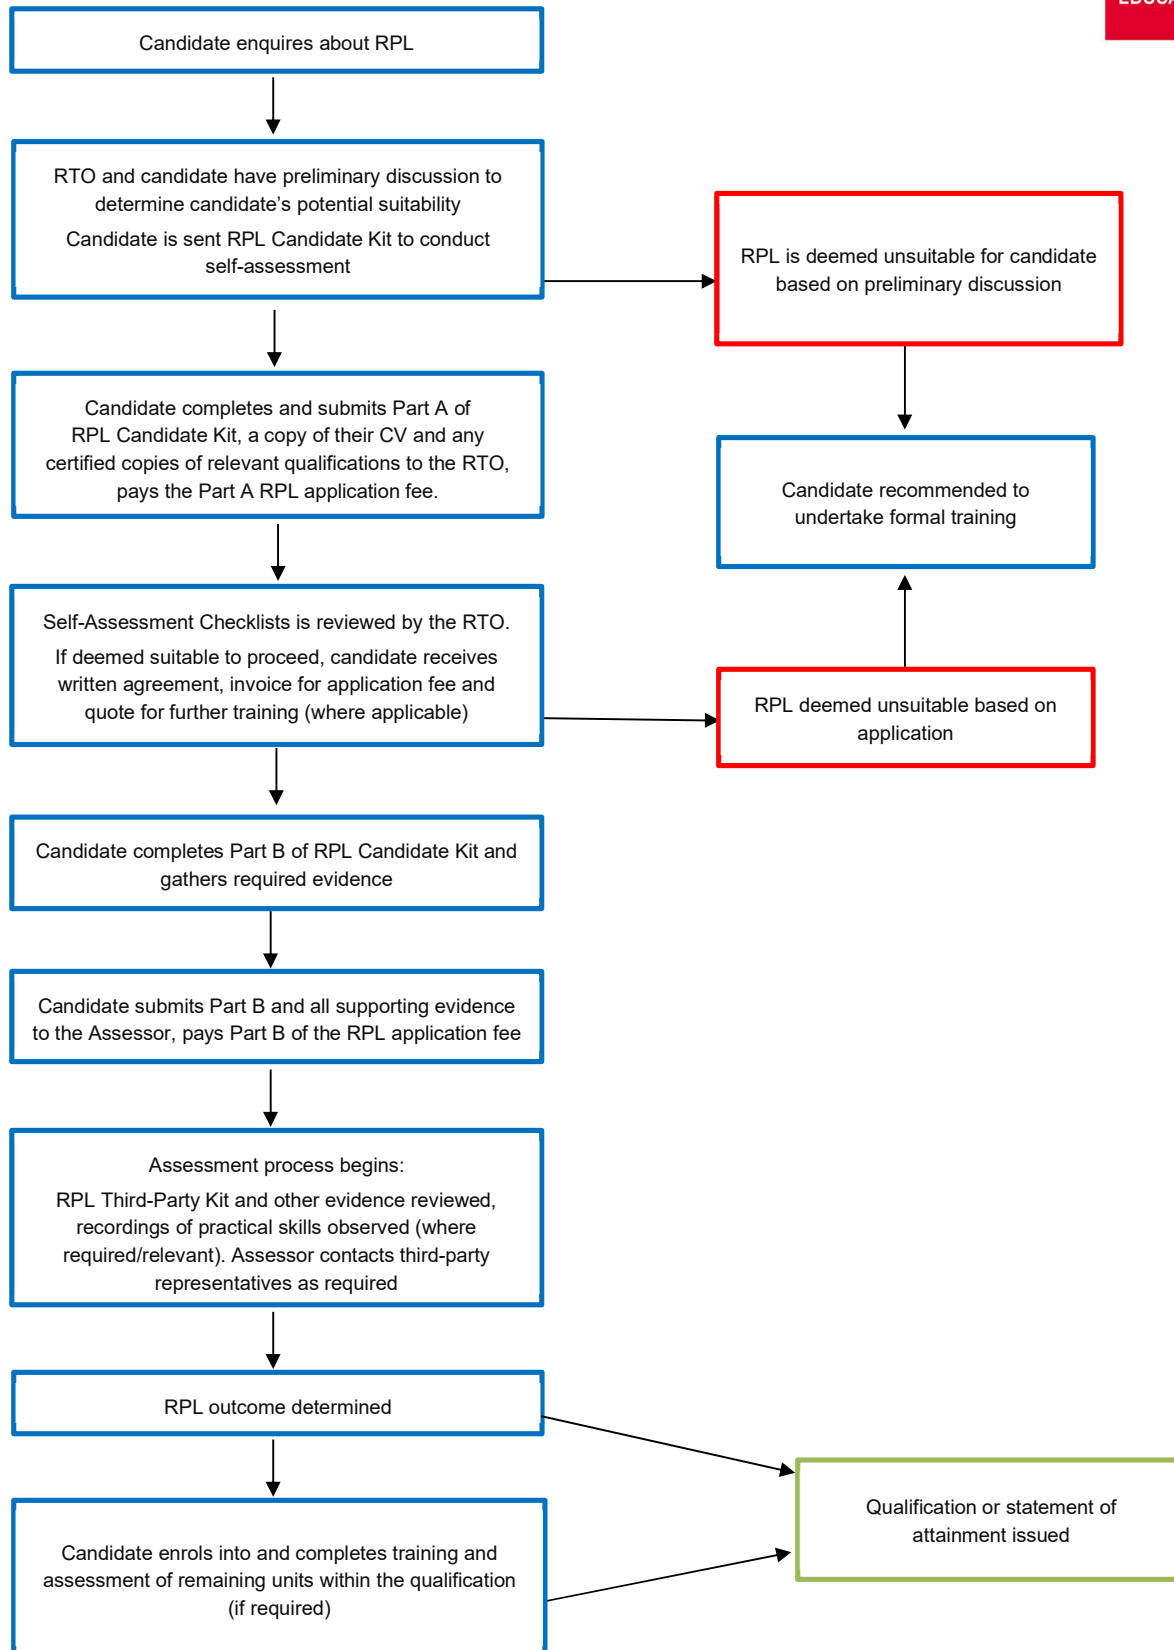 Candidate enquires about RPL
RTO and candidate have preliminary discussion to
determine candidate’s potential suitability
Candidate is sent RPL Candidate Kit to conduct
self-assessment
RPL is deemed unsuitable for candidate
based on preliminary discussion
Candidate completes and submits Part A of
RPL Candidate Kit, a copy of their CV and any
certified copies of relevant qualifications to the RTO,
pays the Part A RPL application fee.
Candidate recommended to
undertake formal training
Self-Assessment Checklists is reviewed by the RTO.
If deemed suitable to proceed, candidate receives
written agreement, invoice for application fee and
quote for further training (where applicable)
RPL deemed unsuitable based on
application
Candidate completes Part B of RPL Candidate Kit and
gathers required evidence
Candidate submits Part B and all supporting evidence
to the Assessor, pays Part B of the RPL application fee
Assessment process begins:
RPL Third-Party Kit and other evidence reviewed,
recordings of practical skills observed (where
required/relevant). Assessor contacts third-party
representatives as required
RPL outcome determined
Qualification or statement of
attainment issued
Candidate enrols into and completes training and
assessment of remaining units within the qualification
(if required)